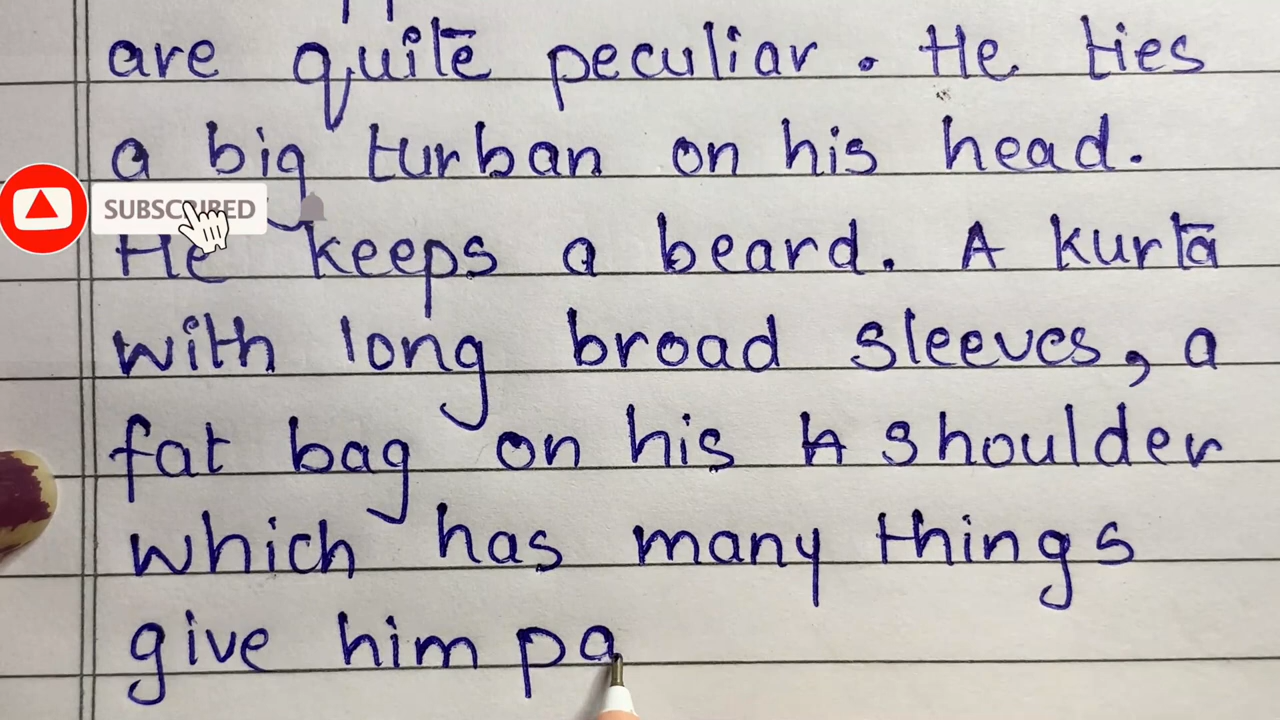 are quite peculiar. He ties
a big turban on his head.
SUBSCRIBED
He keeps a beard. A kurta
with long broad sleeves, a
fat bag on his shoulder
which has many things
give him pa